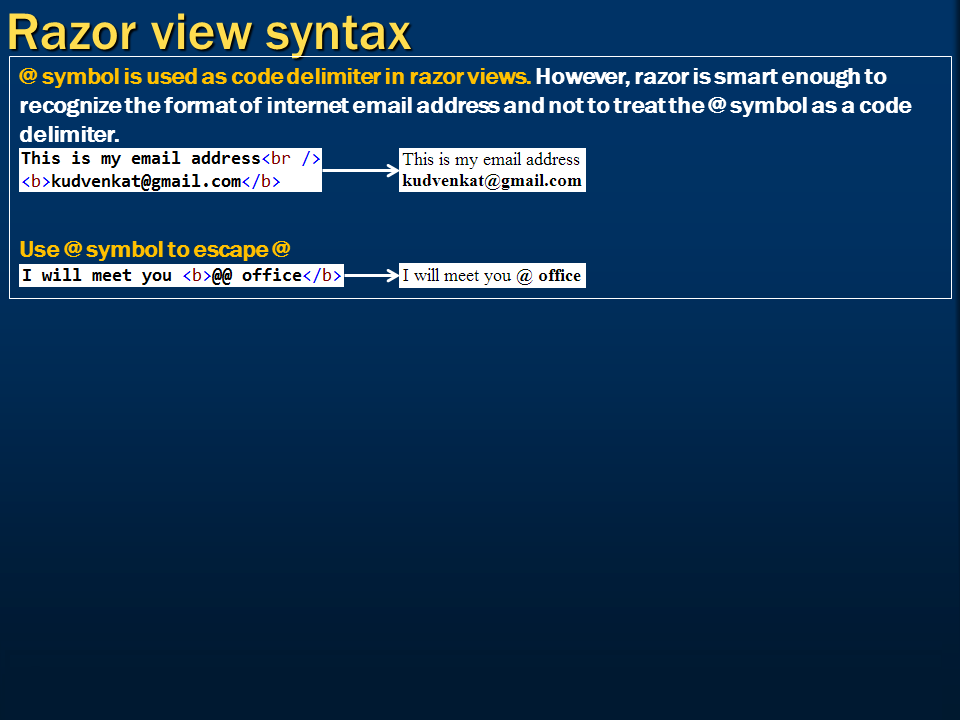 Razor view syntax
@ symbol is used as code delimiter in razor views. However, razor is smart enough to
recognize the format of internet email address and not to treat the @ symbol as a code
delimiter.
This is my email address<br />
<b>kudvenkat@gmail.com</b>
This is my email address
kudvenkat@gmail.com
Use @ symbol to escape @
I will meet you <b>@@ office</b>
I will meet you @ office